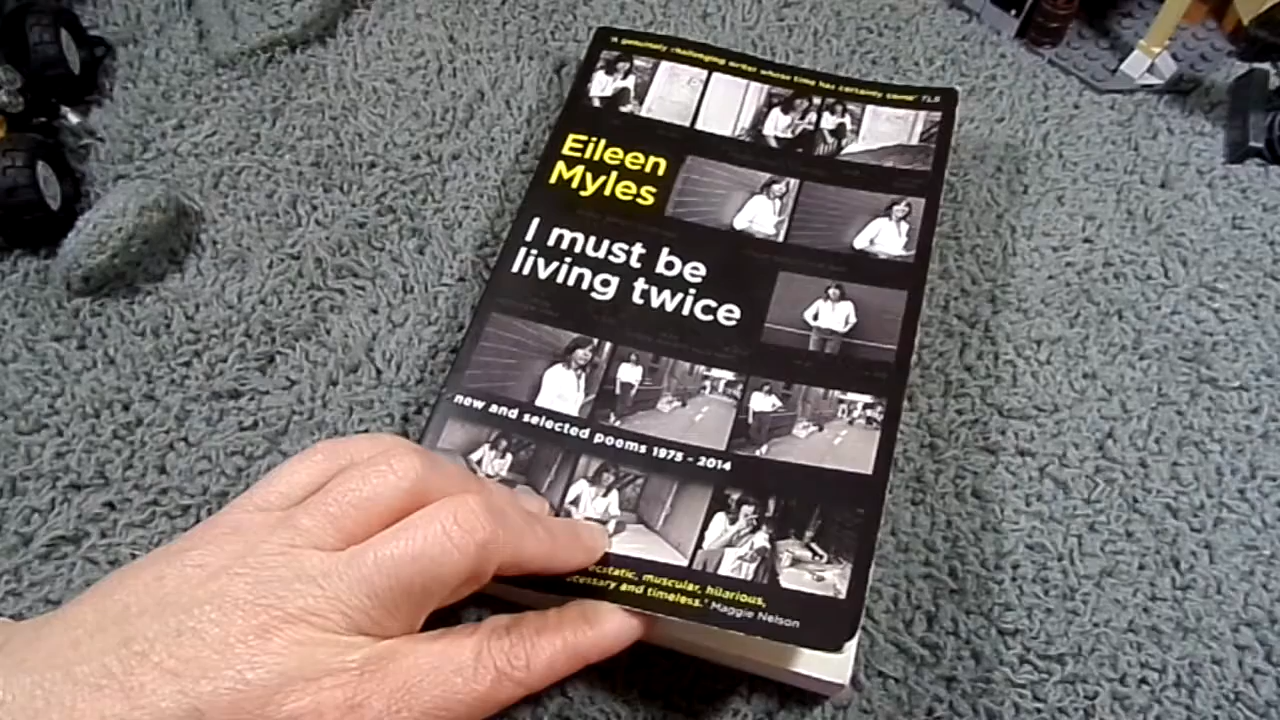 'A genuinely challenging writer whose time has certainly come' TLS
Eileen
Myles
I must be
living twice
new and selected poems 1975 - 2014
ecstatic, muscular, hilarious,
cessary and timeless.' Maggie Nelson